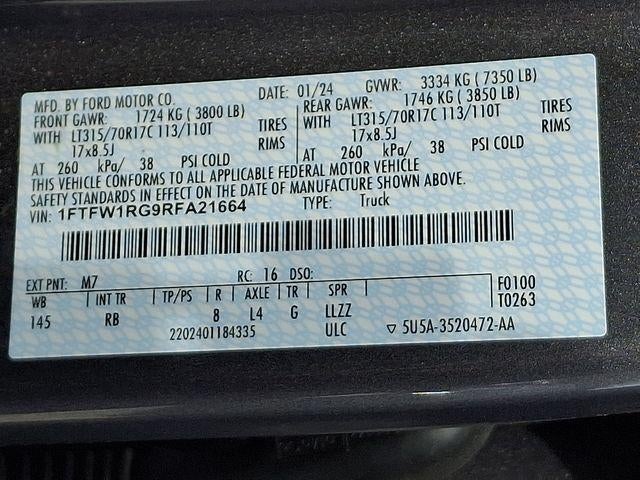 MFD. BY FORD MOTOR CO. DATE: 01/24 GVWR: 3334 KG ( 7350 LB)
FRONT GAWR: 1724 KG ( 3800 LB) REAR GAWR: 1746 KG ( 3850 LB)
WITH LT315/70R17C 113/110T TIRES WITH LT315/70R17C 113/110T TIRES
17x8.5J RIMS 17x8.5J RIMS
AT 260 kPa/ 38 PSI COLD AT 260 kPa/ 38 PSI COLD
THIS VEHICLE CONFORMS TO ALL APPLICABLE FEDERAL MOTOR VEHICLE
SAFETY STANDARDS IN EFFECT ON THE DATE OF MANUFACTURE SHOWN ABOVE.
VIN: 1FTFW1RG9RFA21664 TYPE: Truck
EXT PNT: M7 RC: 16 DSO:
WB INT TR TP/PS R AXLE TR SPR F0100
145 RB 8 L4 G LLZZ T0263
2202401184335 ULC ▽ 5U5A-3520472-AA